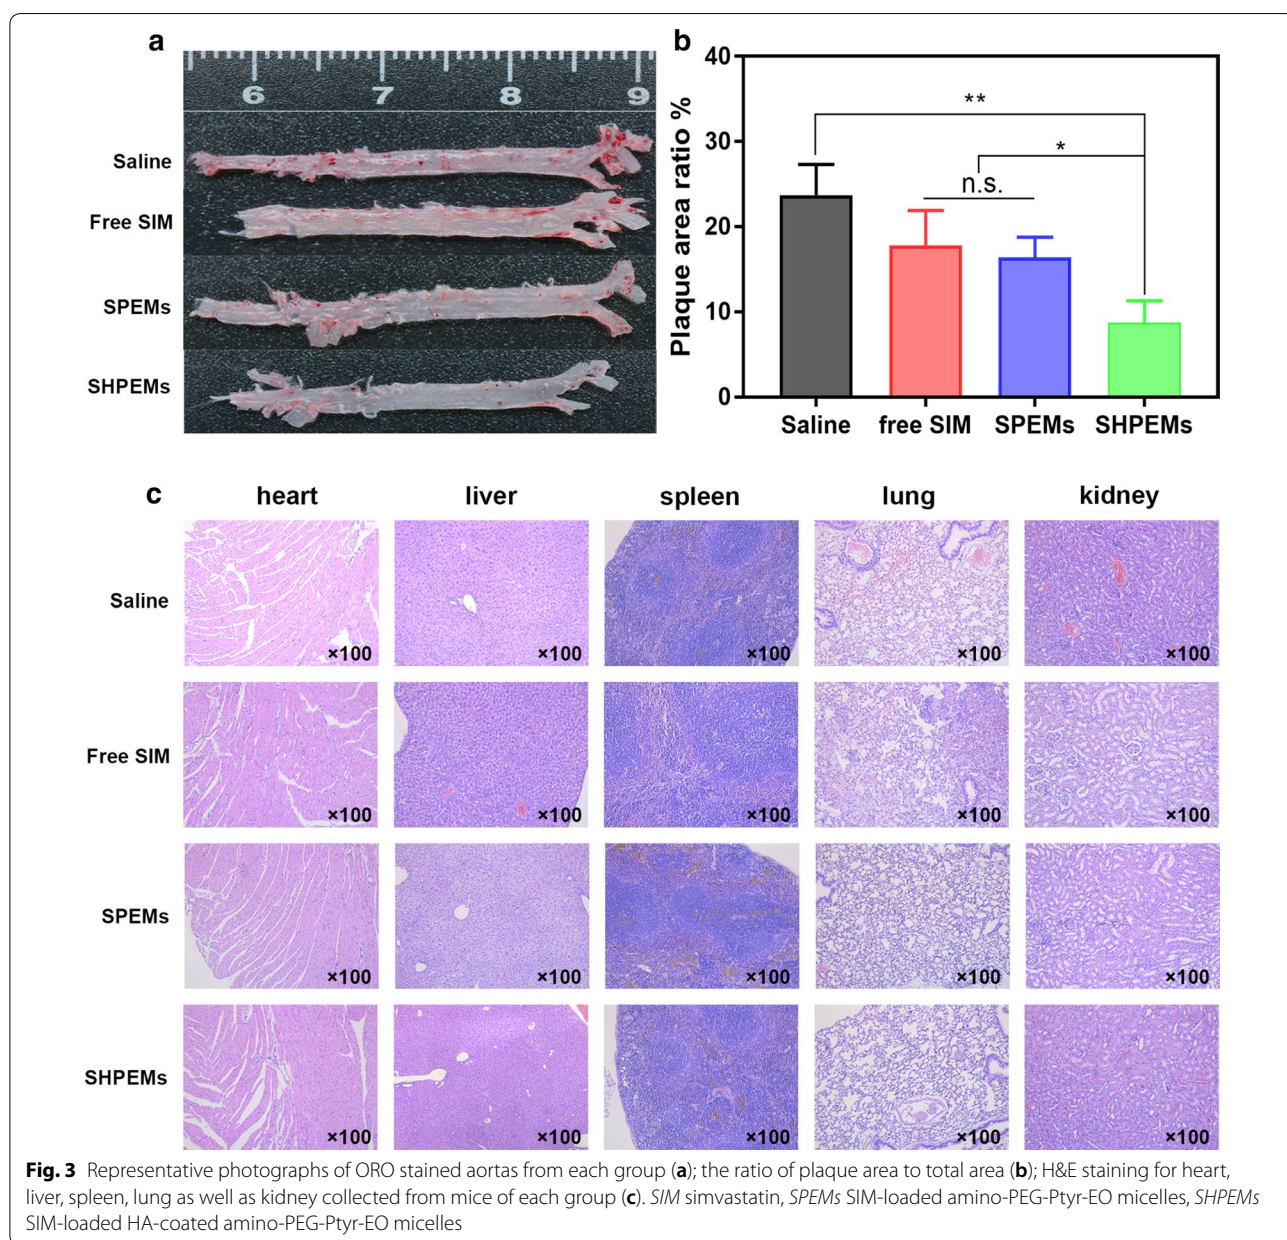 a
6 7 8 9
Saline
Free SIM
SPEMs
SHPEMs
b
Plaque area ratio %
40
30
20
10
0
**
*
n.s.
Saline free SIM SPEMs SHPEMs
c
heart liver spleen lung kidney
Saline
×100 ×100 ×100 ×100 ×100
Free SIM
×100 ×100 ×100 ×100 ×100
SPEMs
×100 ×100 ×100 ×100 ×100
SHPEMs
×100 ×100 ×100 ×100 ×100
Fig. 3 Representative photographs of ORO stained aortas from each group (a); the ratio of plaque area to total area (b); H&E staining for heart,
liver, spleen, lung as well as kidney collected from mice of each group (c). SIM simvastatin, SPEMs SIM-loaded amino-PEG-Ptyr-EO micelles, SHPEMs
SIM-loaded HA-coated amino-PEG-Ptyr-EO micelles